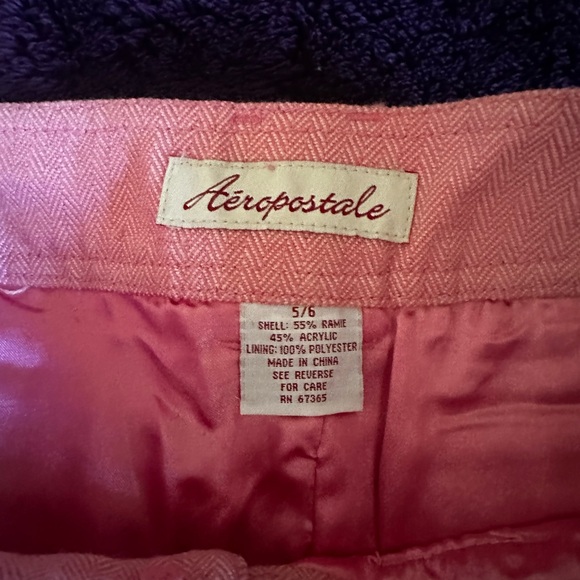 Aéropostale
5/6
SHELL: 55% RAMIE
45% ACRYLIC
LINING: 100% POLYESTER
MADE IN CHINA
SEE REVERSE
FOR CARE
RN 67365